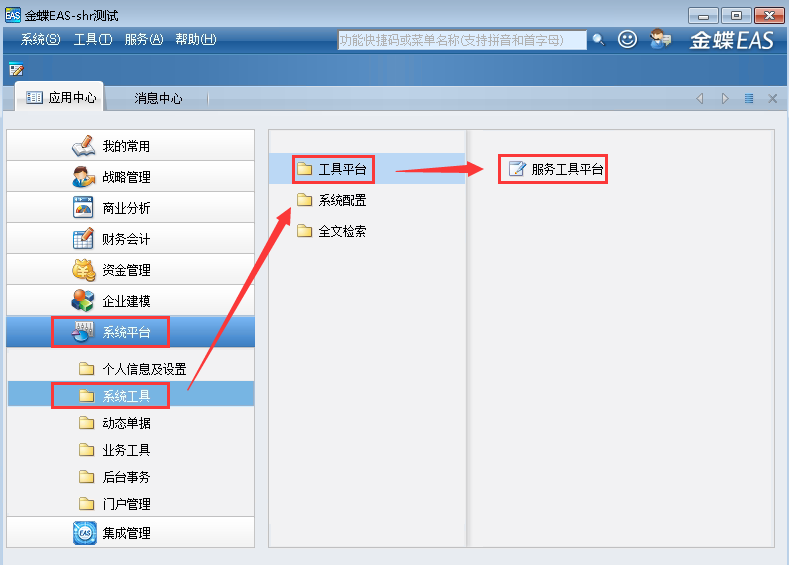 EAS 金蝶EAS-shr测试
系统(S) 工具(T) 服务(A) 帮助(H)
功能快捷码或菜单名称(支持拼音和首字母)
金蝶EAS
应用中心 消息中心
我的常用
战略管理
商业分析
财务会计
资金管理
企业建模
系统平台
个人信息及设置
系统工具
动态单据
业务工具
后台事务
门户管理
EAS 集成管理
工具平台
系统配置
全文检索
服务工具平台